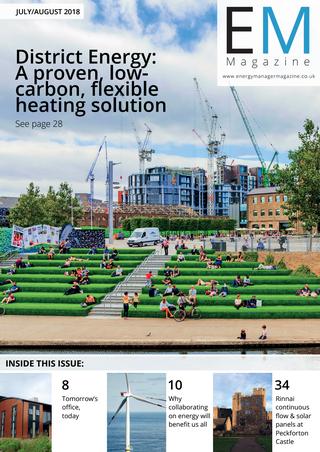 JULY/AUGUST 2018
EM
Magazine
www.energymanagermagazine.co.uk
District Energy:
A proven, low-
carbon, flexible
heating solution
See page 28
INSIDE THIS ISSUE:
8
Tomorrow's
office,
today
10
Why
collaborating
on energy will
benefit us all
34
Rinnai
continuous
flow & solar
panels at
Peckforton
Castle